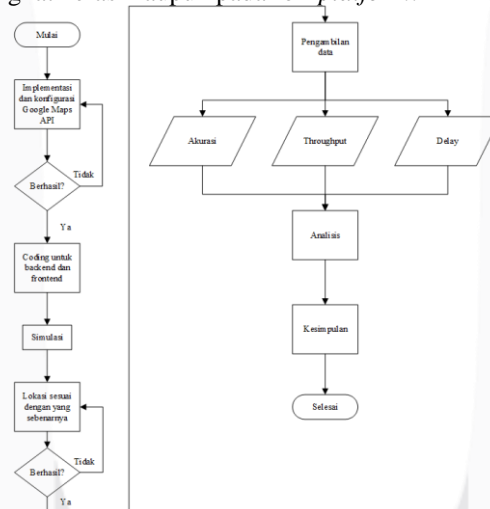 Mulai
Implementasi
dan konfigurasi
Google Maps
API
Berhasil?
Tidak
Ya
Coding untuk
backend dan
frontend
Simulasi
Lokasi sesuai
dengan yang
sebenarnya
Berhasil?
Tidak
Ya
Pengambilan
data
Akurasi
Throughput
Delay
Analisis
Kesimpulan
Selesai